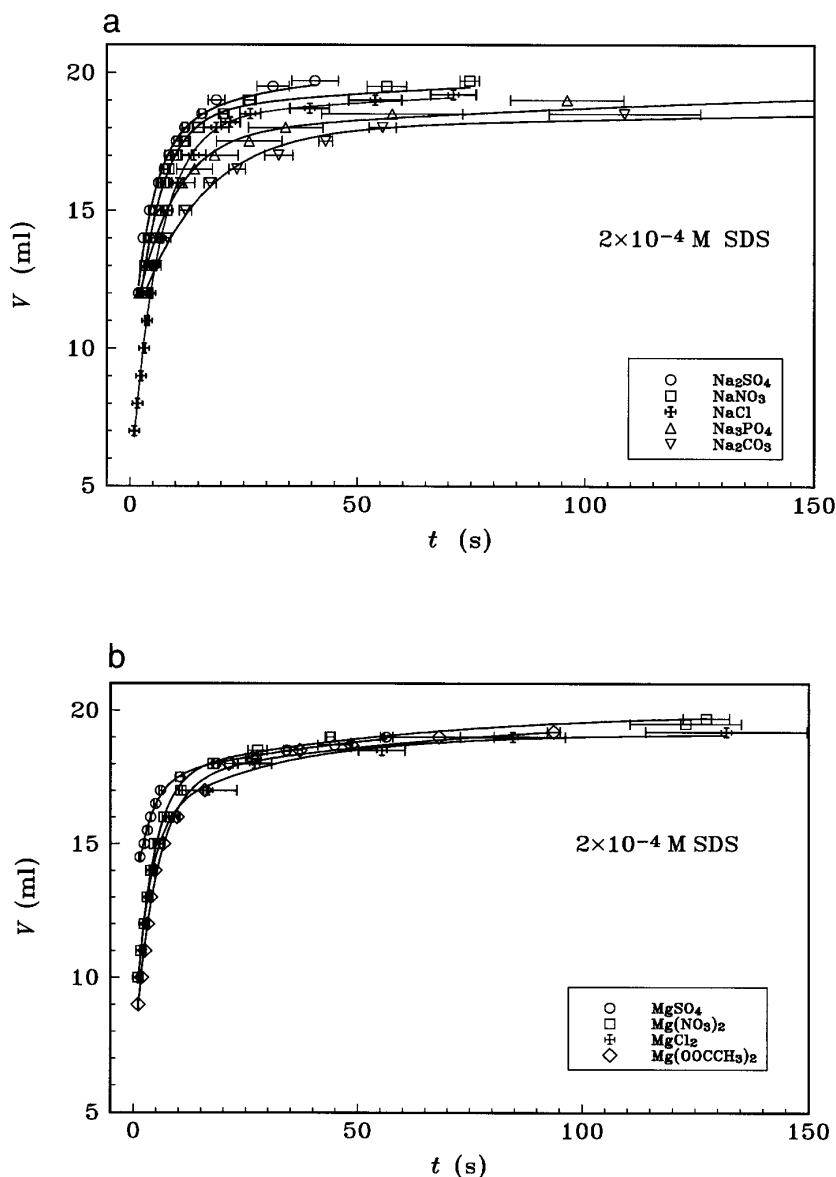 a
20
15
10
5
V (ml)
2×10⁻⁴ M SDS
Na₂SO₄
NaNO₃
NaCl
Na₃PO₄
Na₂CO₃
0
50
100
150
t (s)
b
20
15
10
5
V (ml)
2×10⁻⁴ M SDS
MgSO₄
Mg(NO₃)₂
MgCl₂
Mg(OOCCH₃)₂
0
50
100
150
t (s)